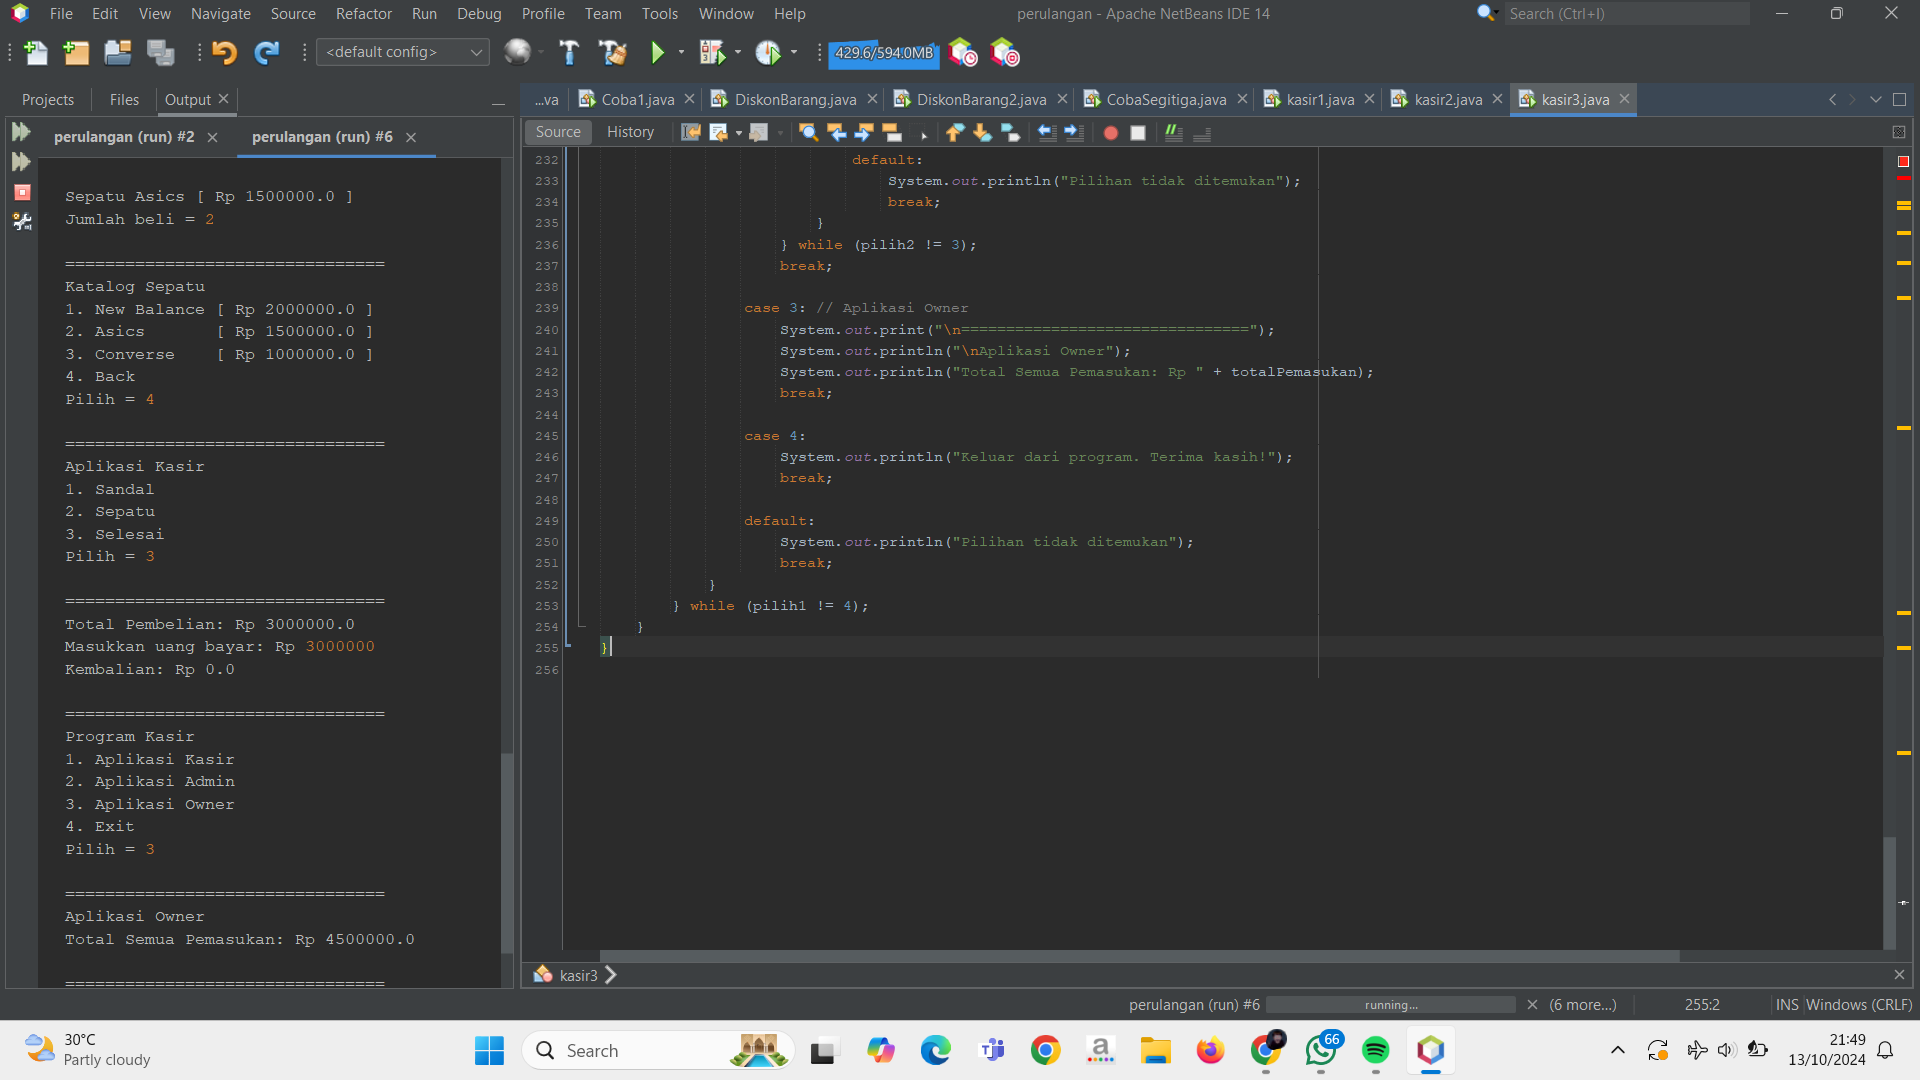 File Edit View Navigate Source Refactor Run Debug Profile Team Tools Window Help
perulangan - Apache NetBeans IDE 14
Search (Ctrl+I)
<default config>
429.6/594.0MB
Projects Files Output
...va Coba1.java DiskonBarang.java DiskonBarang2.java CobaSegitiga.java kasir1.java kasir2.java kasir3.java
perulangan (run) #2 perulangan (run) #6
Source History
Sepatu Asics [ Rp 1500000.0 ]
Jumlah beli = 2
================================
Katalog Sepatu
1. New Balance [ Rp 2000000.0 ]
2. Asics [ Rp 1500000.0 ]
3. Converse [ Rp 1000000.0 ]
4. Back
Pilih = 4
================================
Aplikasi Kasir
1. Sandal
2. Sepatu
3. Selesai
Pilih = 3
================================
Total Pembelian: Rp 3000000.0
Masukkan uang bayar: Rp 3000000
Kembalian: Rp 0.0
================================
Program Kasir
1. Aplikasi Kasir
2. Aplikasi Admin
3. Aplikasi Owner
4. Exit
Pilih = 3
================================
Aplikasi Owner
Total Semua Pemasukan: Rp 4500000.0
================================
232 default:
233 System.out.println("Pilihan tidak ditemukan");
234 break;
235 }
236 } while (pilih2 != 3);
237 break;
238
239 case 3: // Aplikasi Owner
240 System.out.print("\n================================");
241 System.out.println("\nAplikasi Owner");
242 System.out.println("Total Semua Pemasukan: Rp " + totalPemasukan);
243 break;
244
245 case 4:
246 System.out.println("Keluar dari program. Terima kasih!");
247 break;
248
249 default:
250 System.out.println("Pilihan tidak ditemukan");
251 break;
252 }
253 } while (pilih1 != 4);
254 }
255 }
256
kasir3
perulangan (run) #6 running... (6 more...) 255:2 INS Windows (CRLF)
30°C
Partly cloudy
Search
66
21:49
13/10/2024